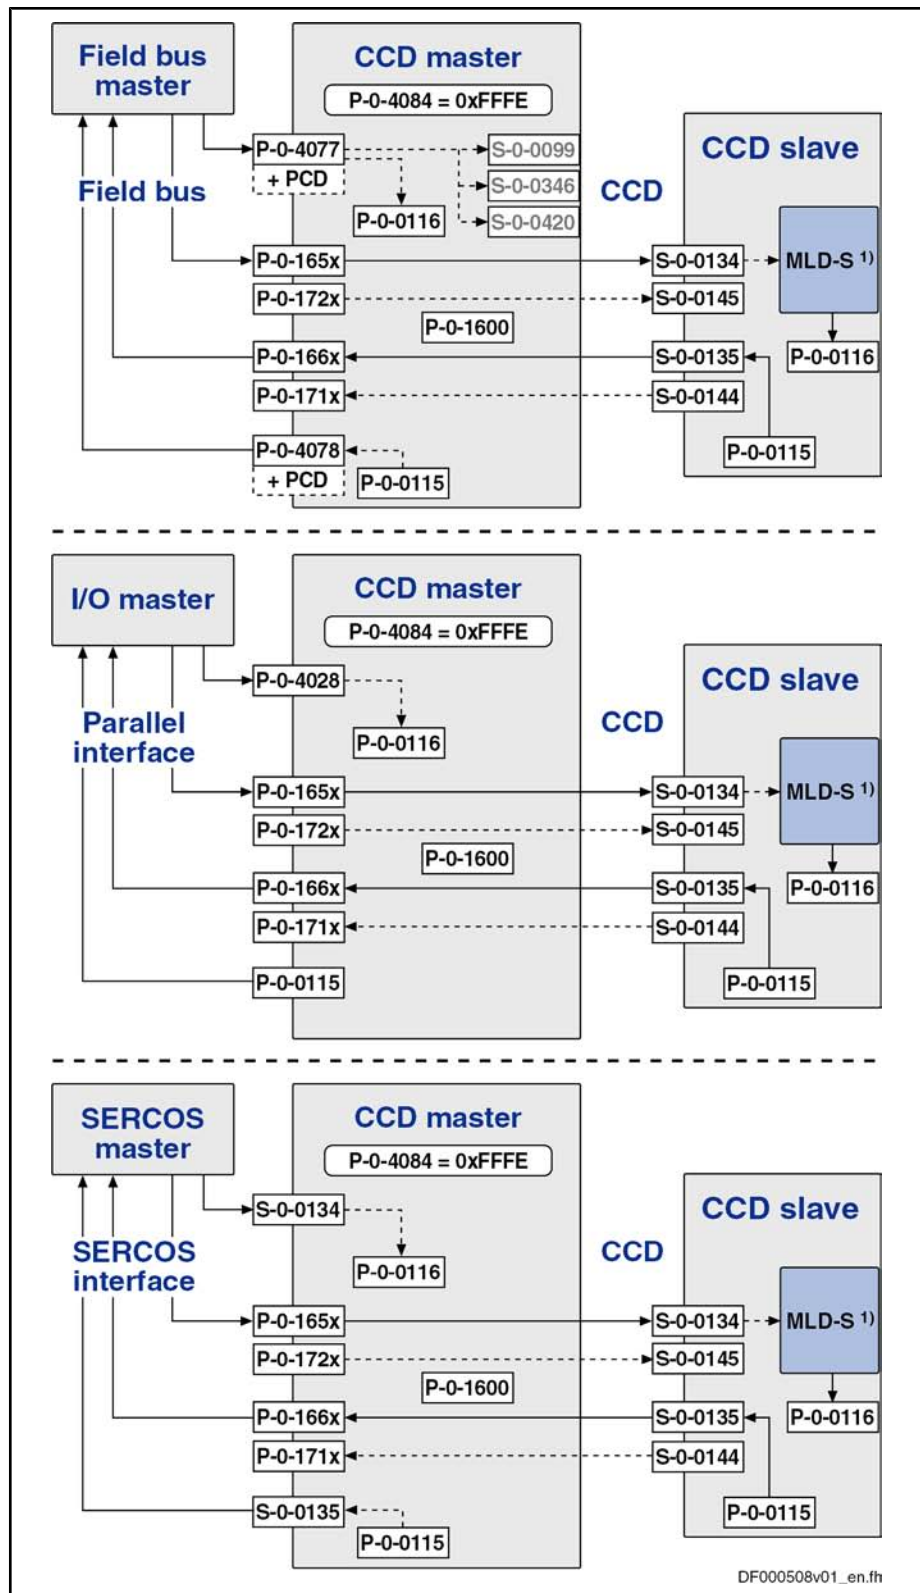 Field bus
master
CCD master
P-0-4084 = 0xFFFE
P-0-4077
+ PCD
S-0-0099
S-0-0346
S-0-0420
CCD slave
Field bus
CCD
P-0-0116
P-0-165x
S-0-0134
MLD-S 1)
P-0-172x
S-0-0145
P-0-1600
P-0-166x
S-0-0135
P-0-0116
P-0-171x
S-0-0144
P-0-4078
+ PCD
P-0-0115
P-0-0115
I/O master
CCD master
P-0-4084 = 0xFFFE
P-0-4028
CCD slave
Parallel
interface
CCD
P-0-0116
P-0-165x
S-0-0134
MLD-S 1)
P-0-172x
S-0-0145
P-0-1600
P-0-166x
S-0-0135
P-0-0116
P-0-171x
S-0-0144
P-0-0115
P-0-0115
SERCOS
master
CCD master
P-0-4084 = 0xFFFE
S-0-0134
CCD slave
SERCOS
interface
CCD
P-0-0116
P-0-165x
S-0-0134
MLD-S 1)
P-0-172x
S-0-0145
P-0-1600
P-0-166x
S-0-0135
P-0-0116
P-0-171x
S-0-0144
S-0-0135
P-0-0115
P-0-0115
DF000508v01_en.fh